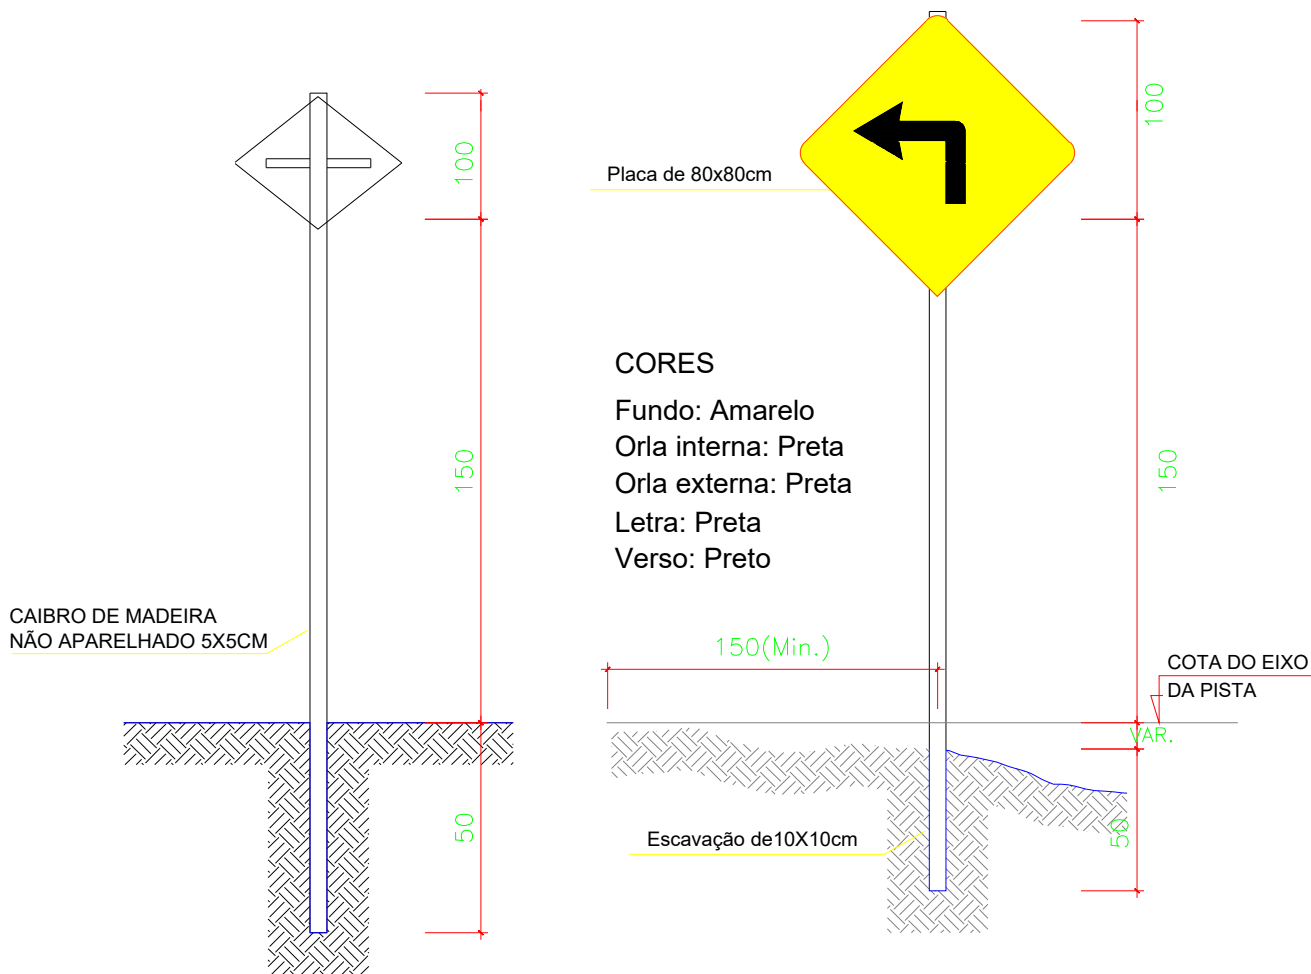 100
150
50
CAIBRO DE MADEIRA
NÃO APARELHADO 5X5CM
Placa de 80x80cm
100
CORES
Fundo: Amarelo
Orla interna: Preta
Orla externa: Preta
Letra: Preta
Verso: Preto
150
150(Min.)
COTA DO EIXO
DA PISTA
VAR.
50
Escavação de10X10cm